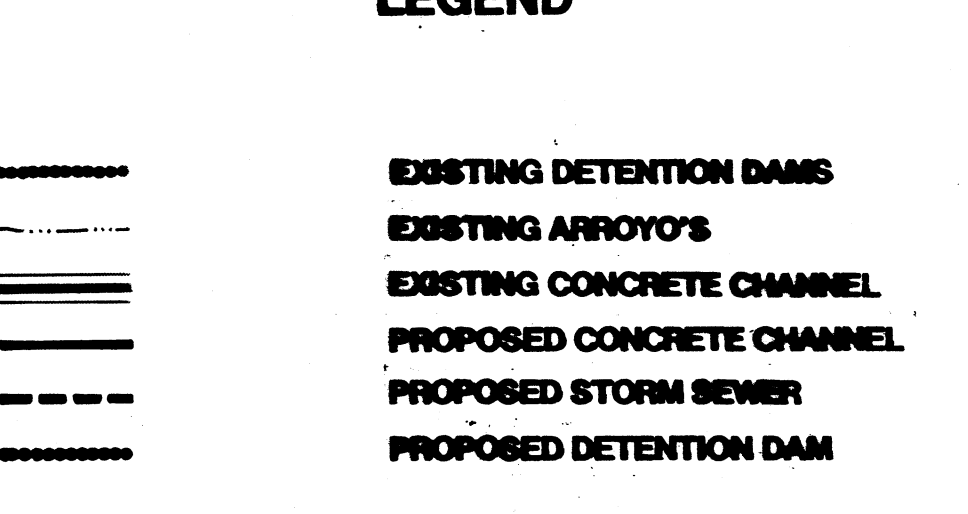 LEGEND
EXISTING DETENTION DAMS
EXISTING ARROYO'S
EXISTING CONCRETE CHANNEL
PROPOSED CONCRETE CHANNEL
PROPOSED STORM SEWER
PROPOSED DETENTION DAM